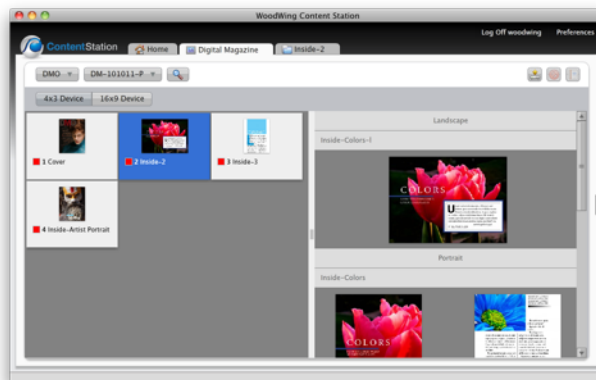 WoodWing Content Station
Log Off woodwing Preferences
ContentStation Home Digital Magazine Inside-2
DMO DM-101011-P
4x3 Device 16x9 Device
1 Cover 2 Inside-2 3 Inside-3
4 Inside-Artist Portrait
Landscape
Inside-Colors-l
COLORS
Portrait
Inside-Colors
COLORS